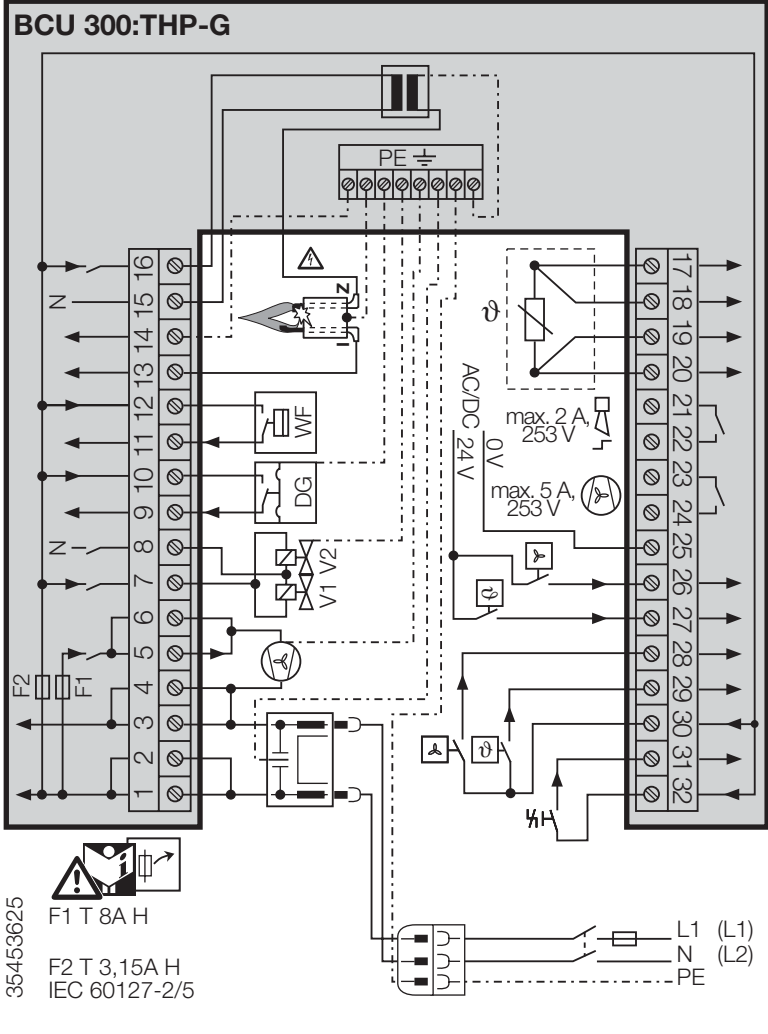 BCU 300:THP-G
PE
16
15
14
13
12
11
10
9
8
7
6
5
4
3
2
1
N
N
F2
F1
Z
I
WF
DG
V1 V2
ϑ
AC/DC
24 V
0 V
max. 2 A,
253 V
max. 5 A,
253 V
ϑ
ϑ
17
18
19
20
21
22
23
24
25
26
27
28
29
30
31
32
i
F1 T 8A H
F2 T 3,15A H
IEC 60127-2/5
35453625
L1 (L1)
N (L2)
PE